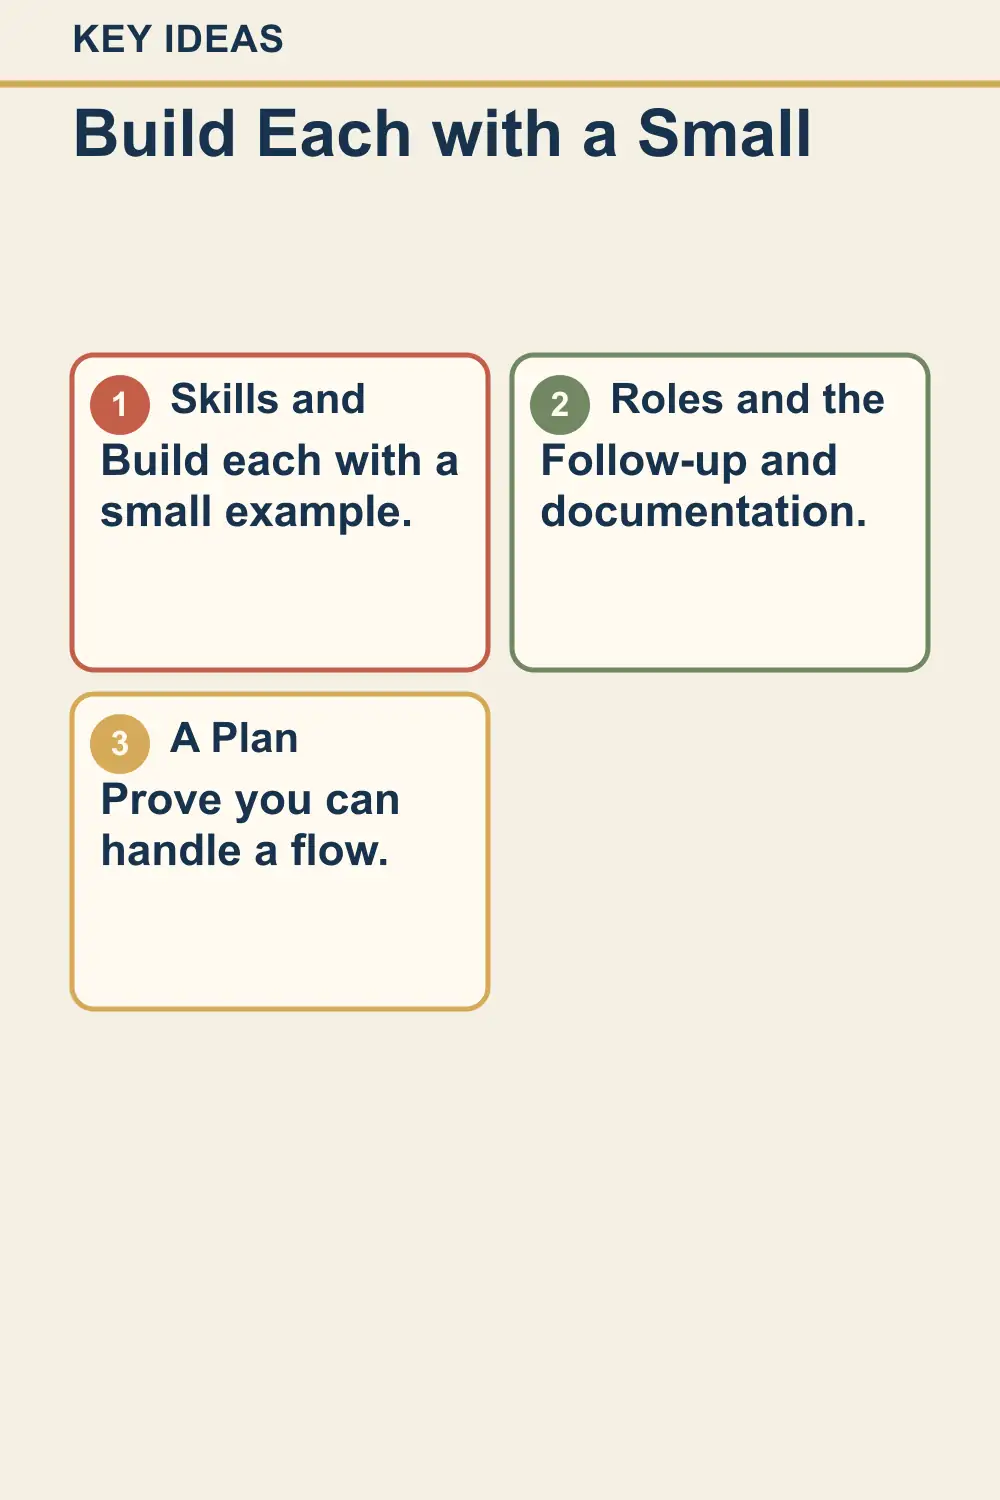 KEY IDEAS
Build Each with a Small
1 Skills and
Build each with a
small example.
2 Roles and the
Follow-up and
documentation.
3 A Plan
Prove you can
handle a flow.